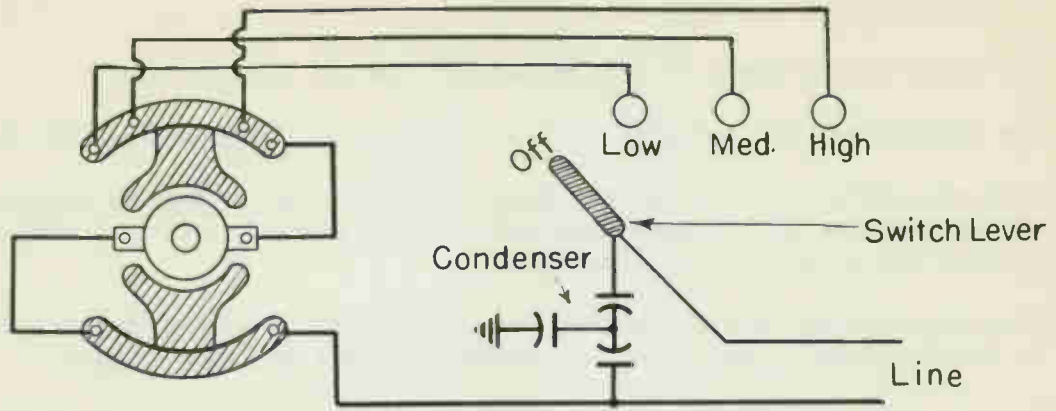 Low Med. High
Off
Switch Lever
Condenser
Line